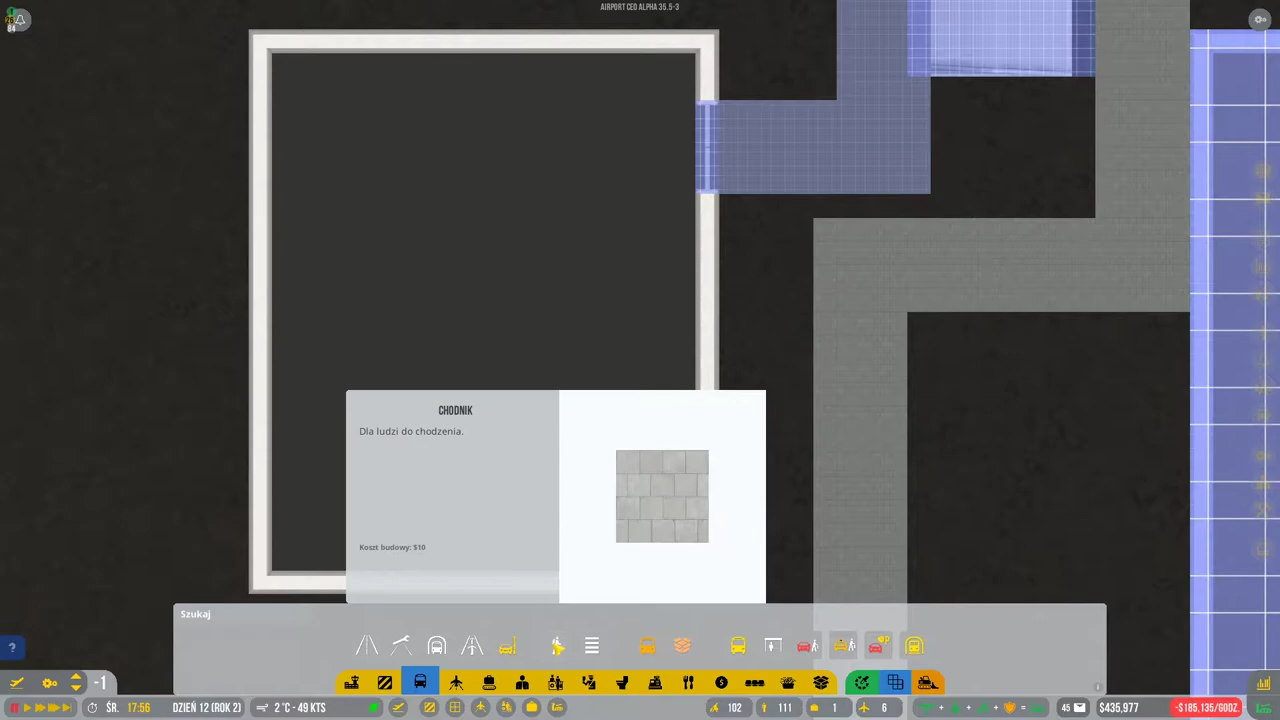 AIRPORT CEO ALPHA 35.5-3
CHODNIK
Dla ludzi do chodzenia.
Koszt budowy: $10
Szukaj
?
-1
ŚR. 17:56 DZIEŃ 12 (ROK 2) 2 °C - 49 KTS 102 111 1 6 45 $435,977 -$185,135/GODZ.